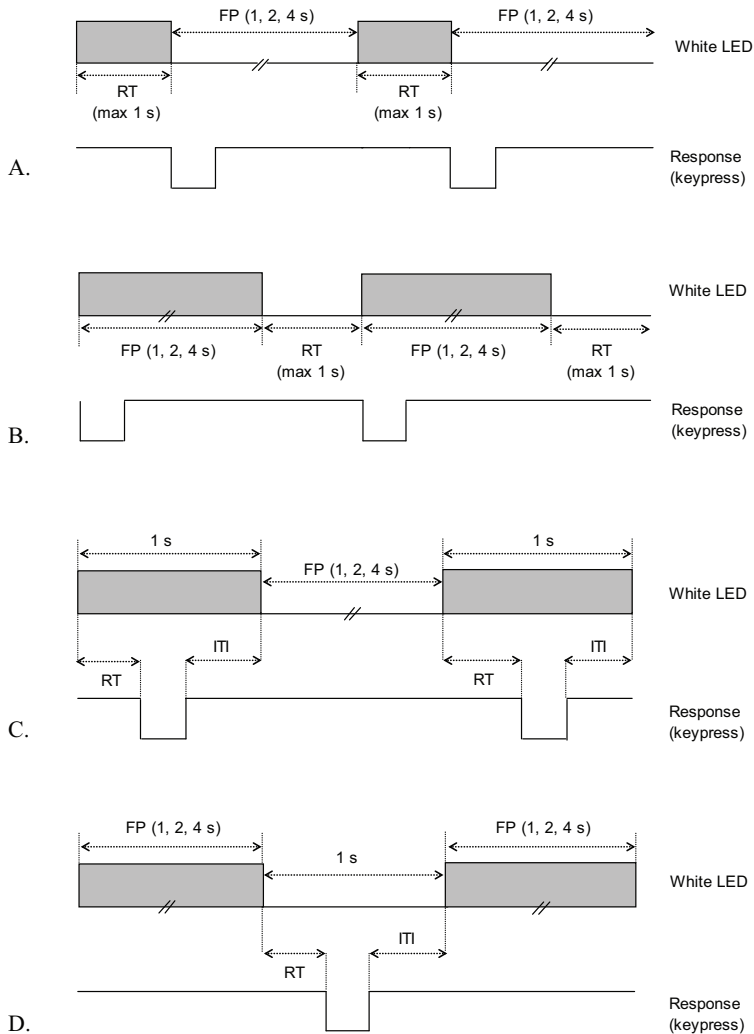 FP (1, 2, 4 s) FP (1, 2, 4 s)
White LED
RT RT
(max 1 s) (max 1 s)
A.
Response
(keypress)
White LED
FP (1, 2, 4 s) RT FP (1, 2, 4 s) RT
(max 1 s) (max 1 s)
B.
Response
(keypress)
1 s 1 s
FP (1, 2, 4 s)
White LED
ITI ITI
RT RT
C.
Response
(keypress)
FP (1, 2, 4 s) FP (1, 2, 4 s)
1 s
White LED
ITI
RT
D.
Response
(keypress)